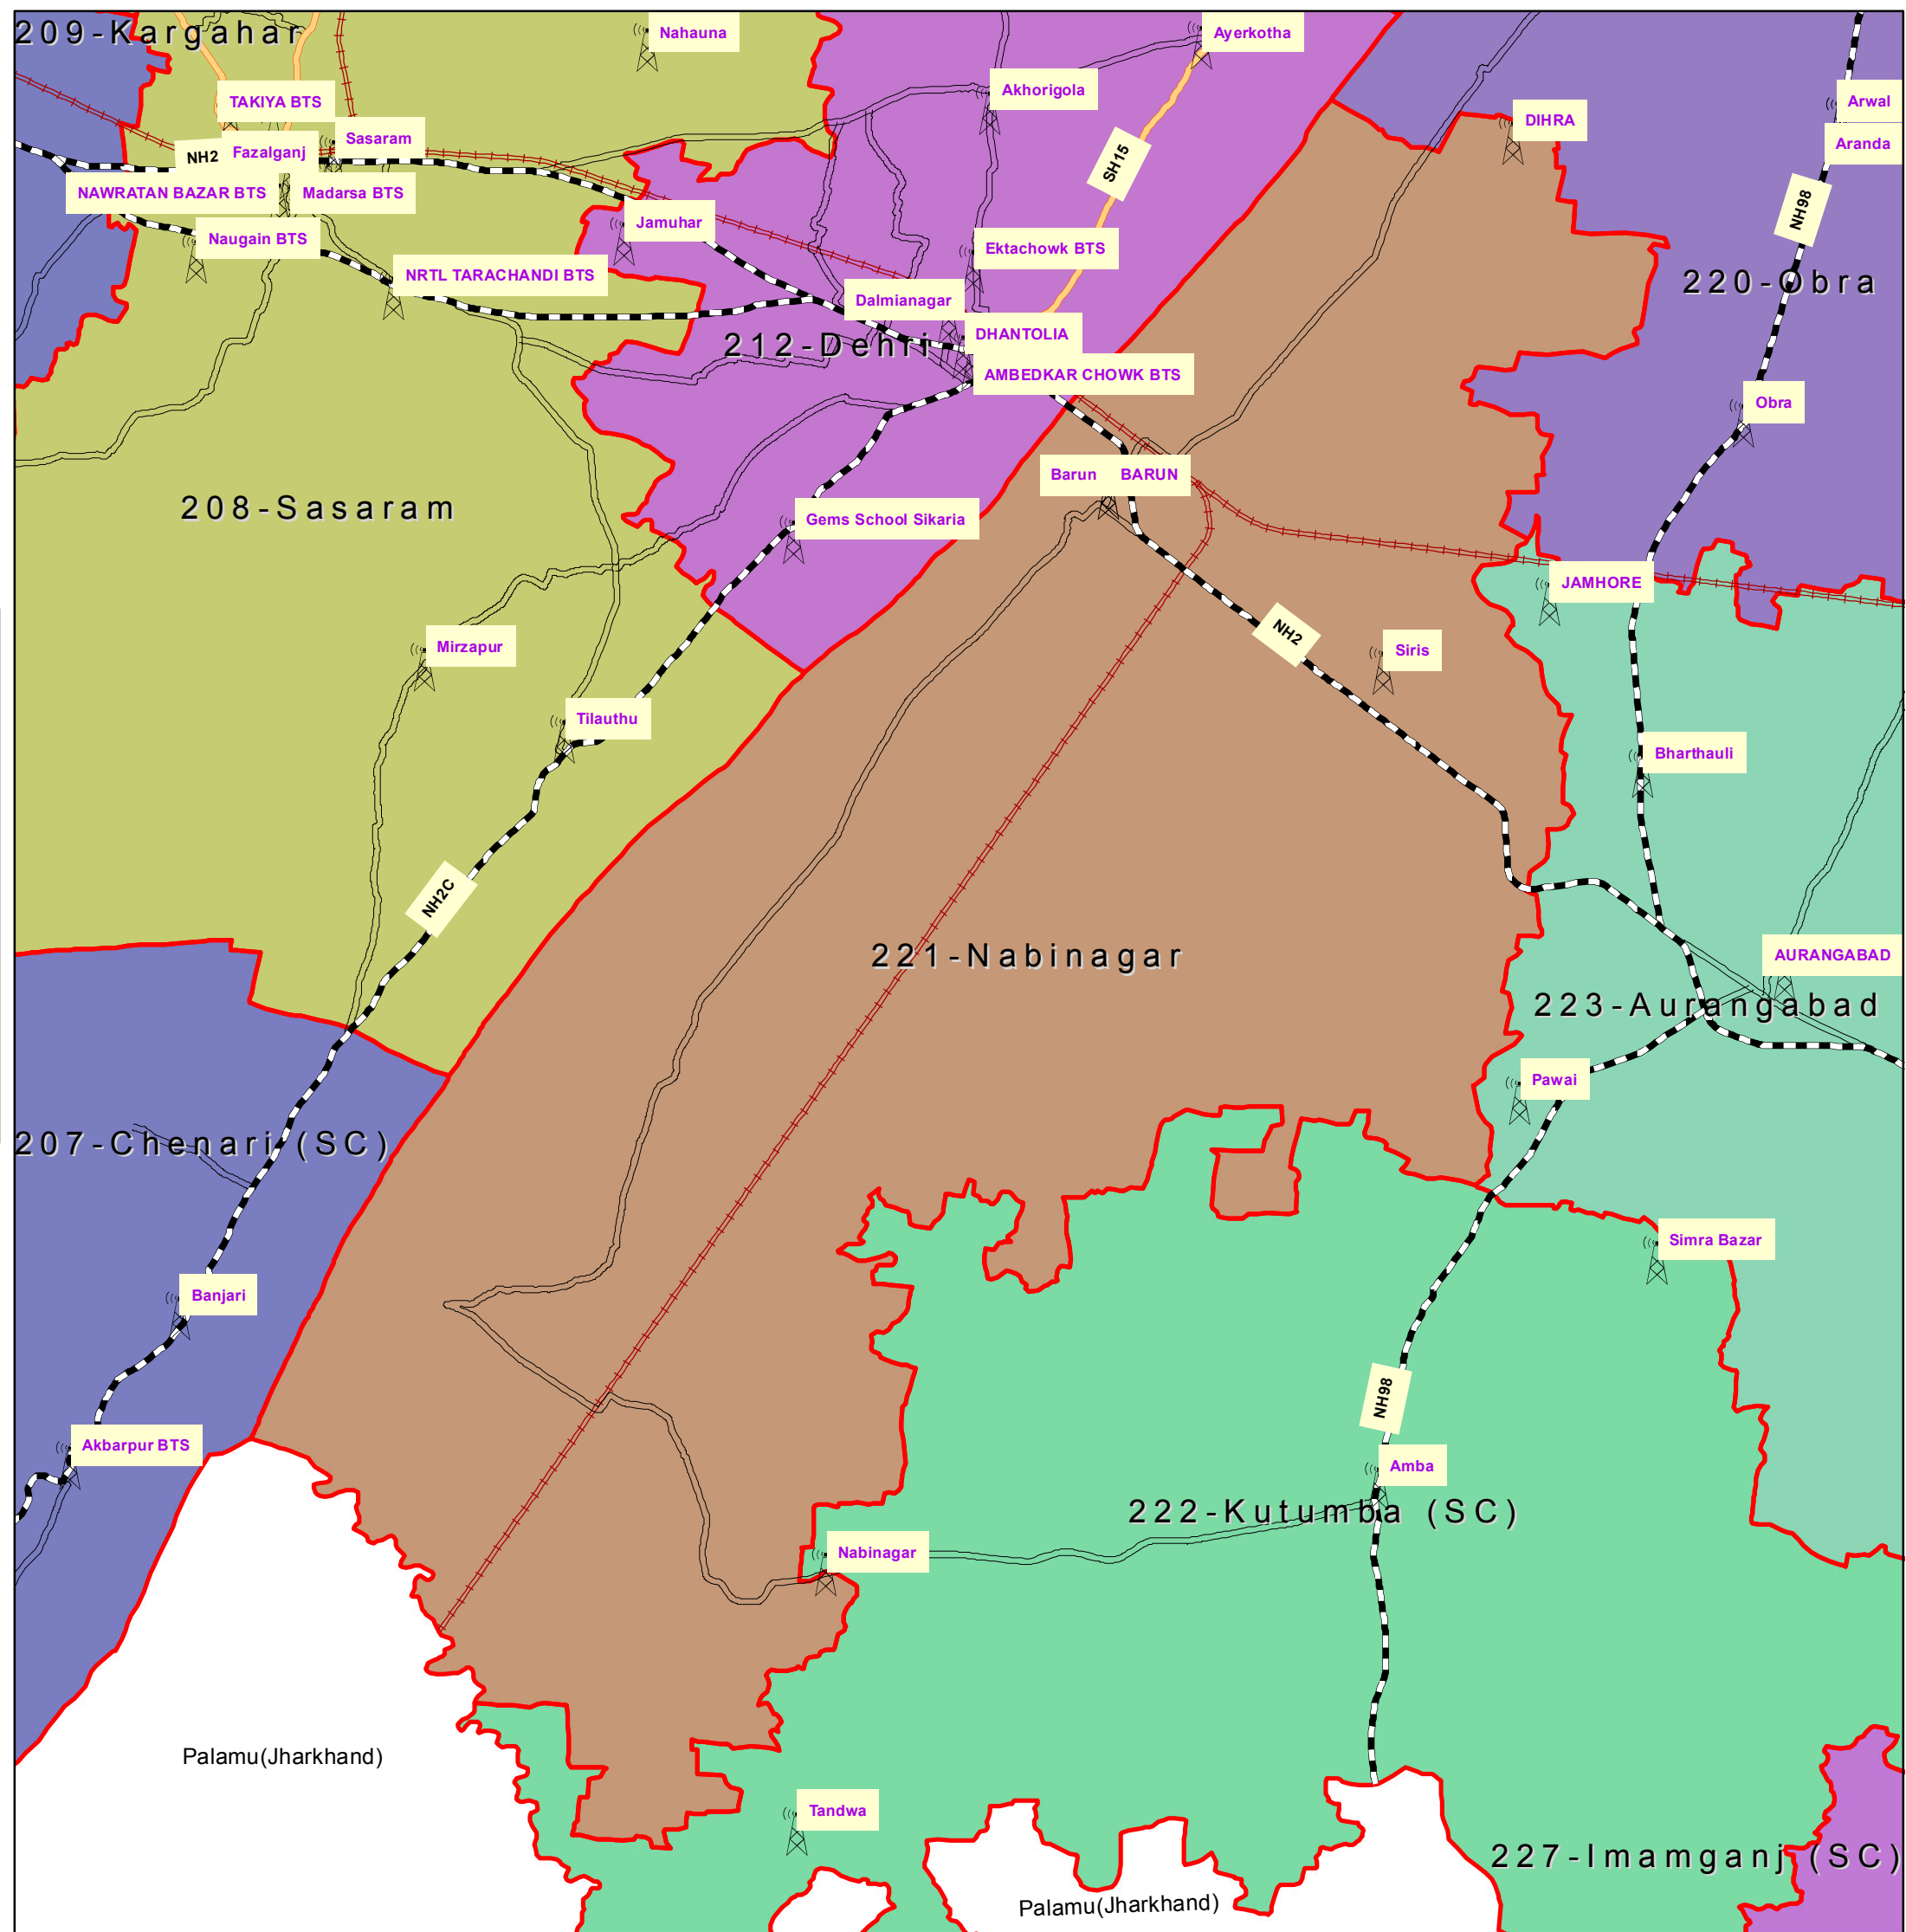 209-Kargahar
Nahauna
Ayerkotha
Akhorigola
TAKIYA BTS
Arwal
DIHRA
Sasaram
Aranda
NH2
Fazalganj
SH15
NAWRATAN BAZAR BTS
Madarsa BTS
NH98
Jamuhar
Naugain BTS
Ektachowk BTS
NRTL TARACHANDI BTS
220-Obra
Dalmianagar
DHANTOLIA
212-Dehri
AMBEDKAR CHOWK BTS
Obra
Barun
BARUN
208-Sasaram
Gems School Sikaria
JAMHORE
NH2
Mirzapur
Siris
Tilauthu
Bharthauli
NH2C
221-Nabinagar
AURANGABAD
223-Aurangabad
Pawai
207-Chenari (SC)
Simra Bazar
Banjari
NH98
Akbarpur BTS
Amba
222-Kutumba (SC)
Nabinagar
Palamu(Jharkhand)
Tandwa
227-Imamganj (SC)
Palamu(Jharkhand)